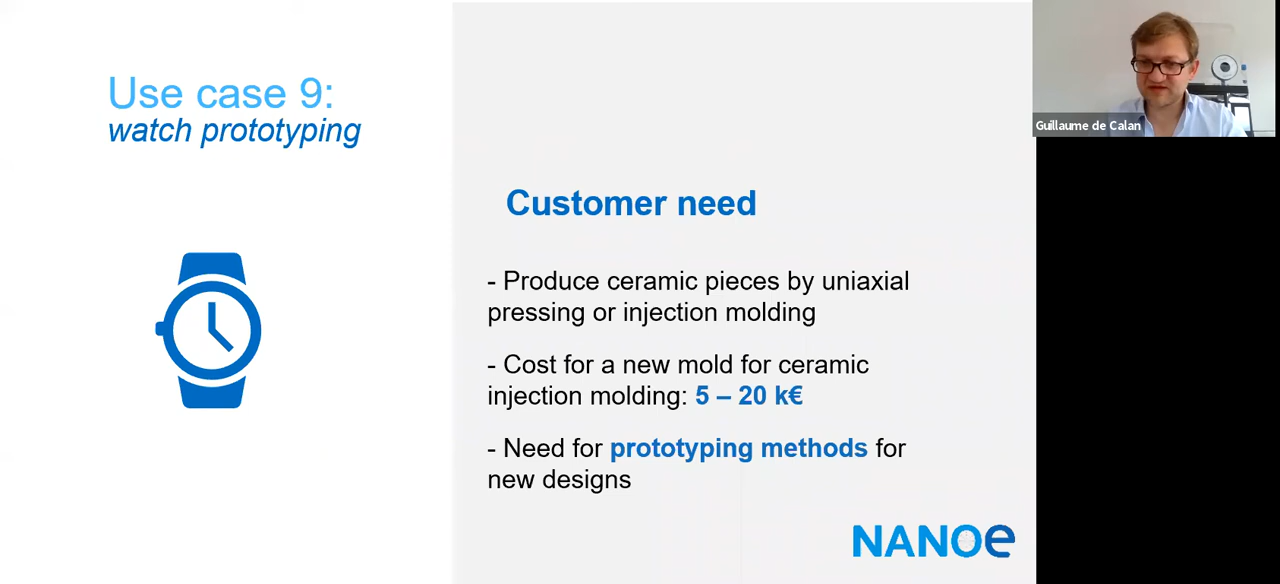 Use case 9:
watch prototyping
Customer need
- Produce ceramic pieces by uniaxial
pressing or injection molding
- Cost for a new mold for ceramic
injection molding: 5 – 20 k€
- Need for prototyping methods for
new designs
NANOe
Guillaume de Calan